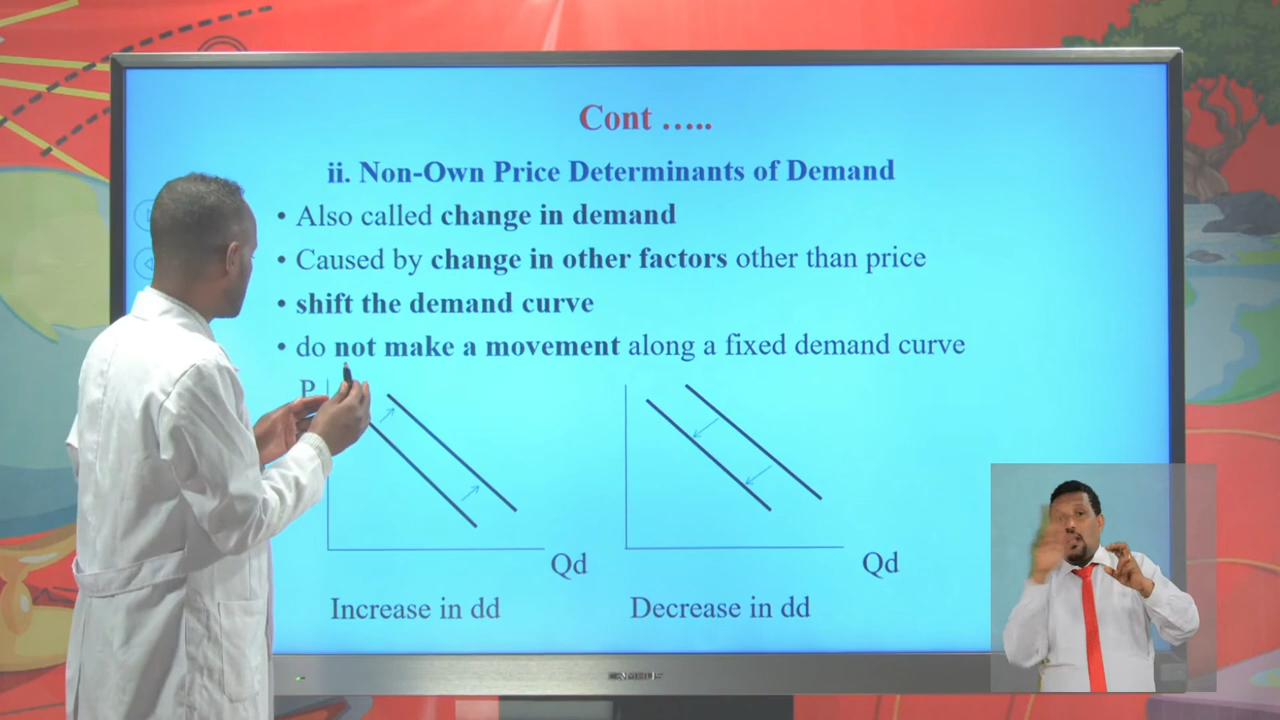 Cont …..
ii. Non-Own Price Determinants of Demand
• Also called change in demand
• Caused by change in other factors other than price
• shift the demand curve
• do not make a movement along a fixed demand curve
P
Qd
Qd
Increase in dd
Decrease in dd